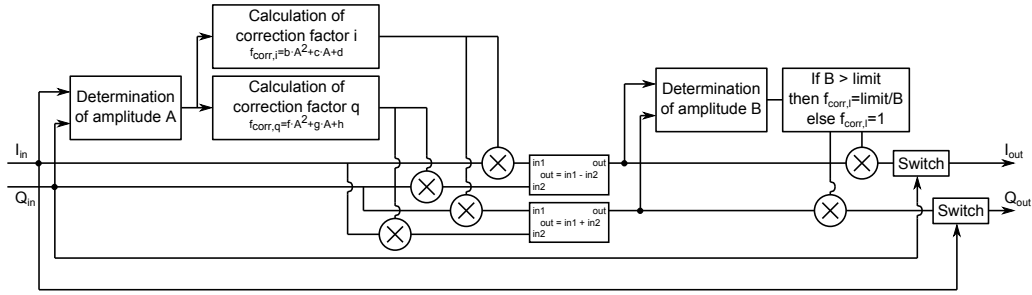 Calculation of
correction factor i
fcorr,i=b·A²+c·A+d
Determination
of amplitude A
Calculation of
correction factor q
fcorr,q=f·A²+g·A+h
Determination
of amplitude B
If B > limit
then fcorr,l=limit/B
else fcorr,l=1
Iin
Qin
in1
out
out = in1 - in2
in2
in1
out
out = in1 + in2
in2
Switch
Iout
Switch
Qout